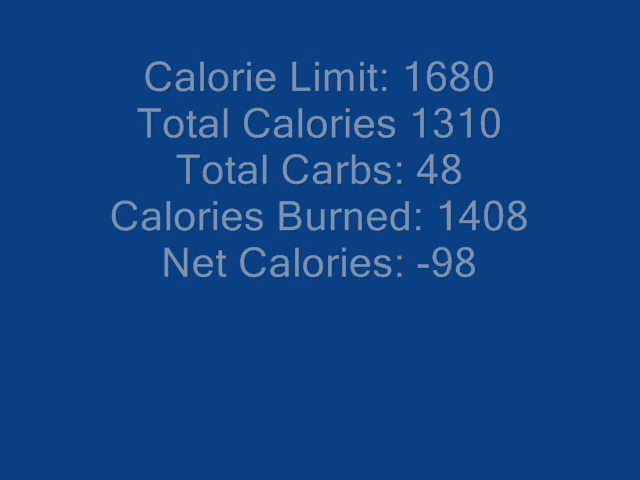 Calorie Limit: 1680
Total Calories 1310
Total Carbs: 48
Calories Burned: 1408
Net Calories: -98